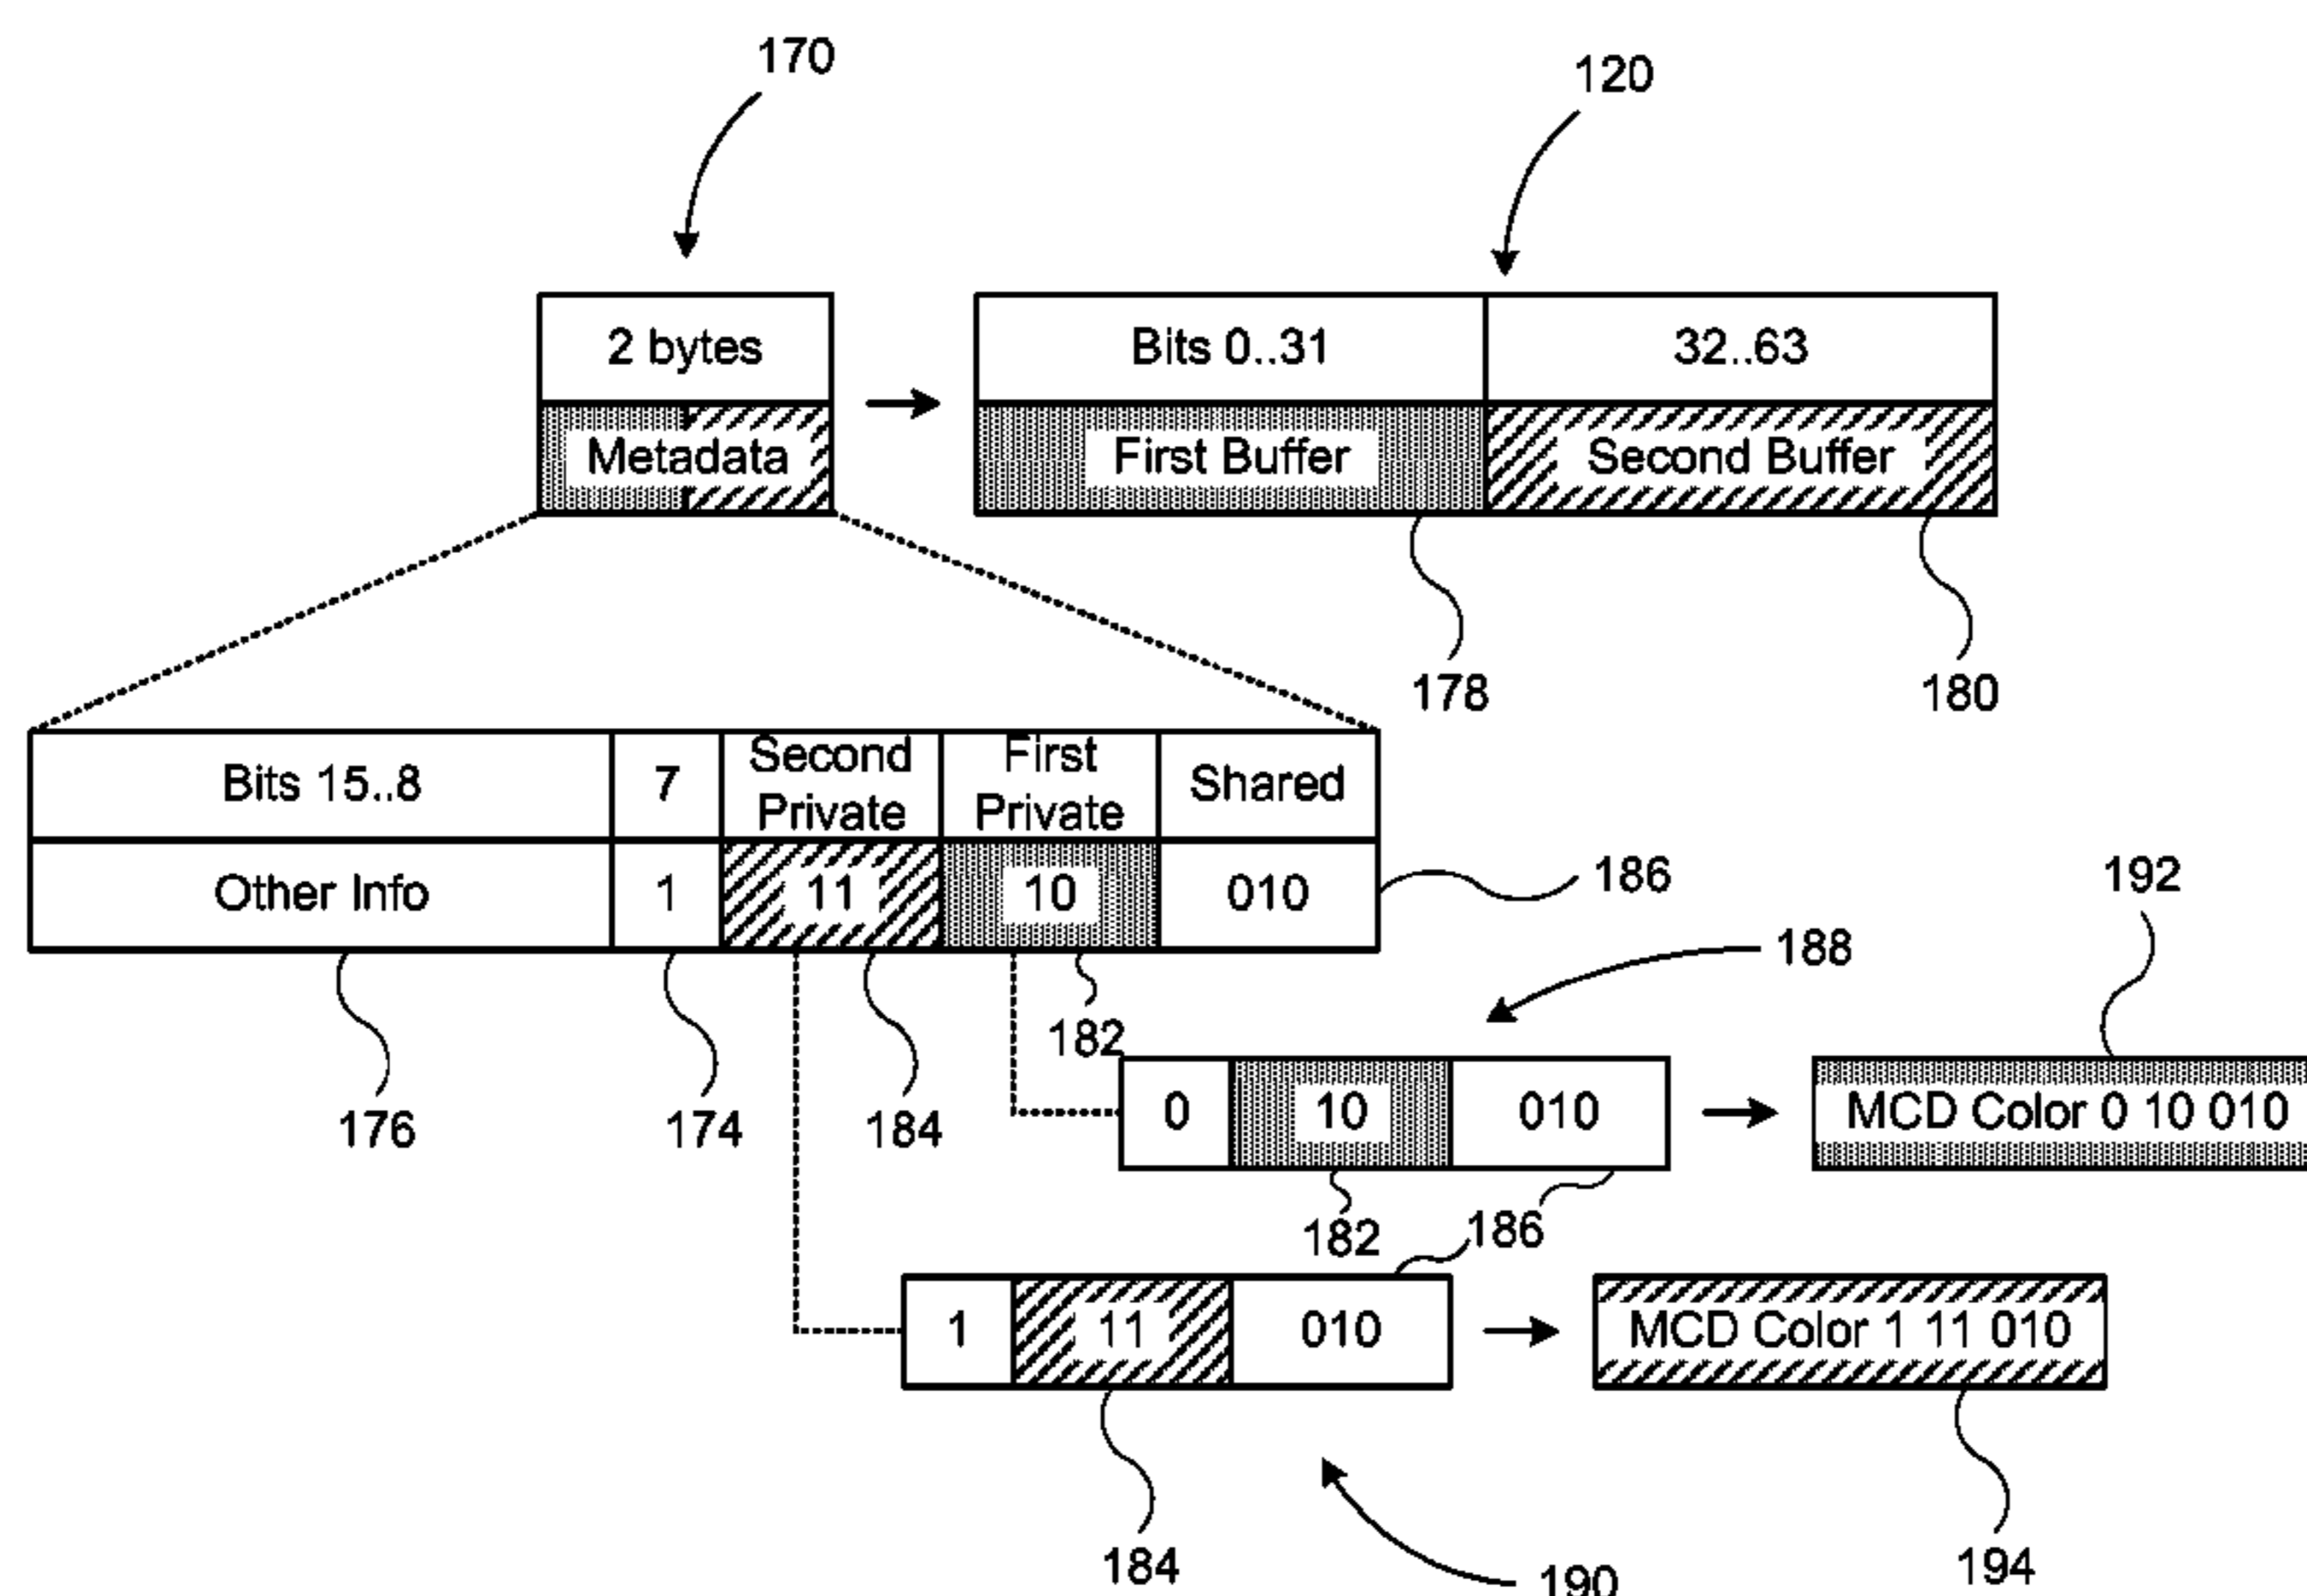 170
120
2 bytes
Bits 0..31
32..63
Metadata
First Buffer
Second Buffer
178
180
Bits 15..8
7
Second
Private
First
Private
Shared
Other Info
1
11
10
010
186
192
188
182
0
10
010
MCD Color 0 10 010
176
174
184
182
186
1
11
010
MCD Color 1 11 010
184
190
194